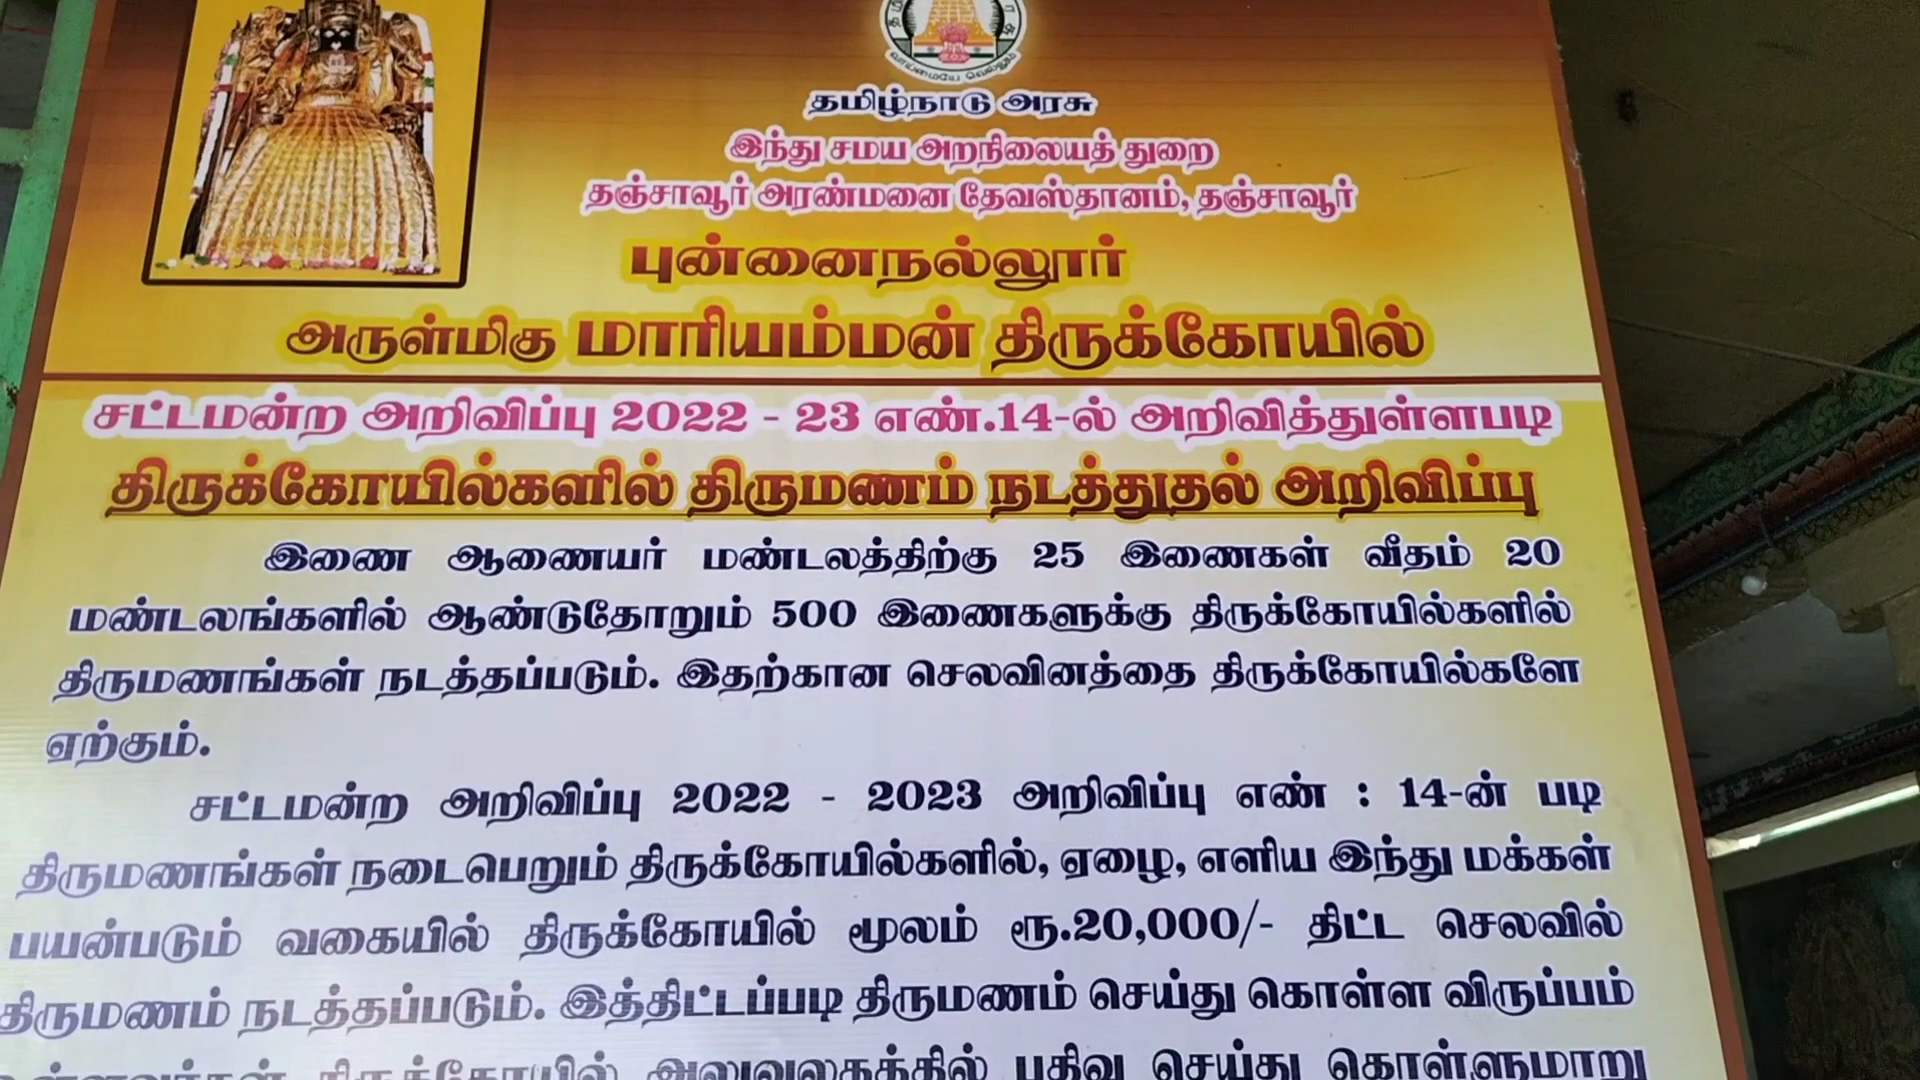 வாய்மையே வெல்லும்
தமிழ்நாடு அரசு
இந்து சமய அறநிலையத் துறை
தஞ்சாவூர் அரண்மனை தேவஸ்தானம், தஞ்சாவூர்
புன்னைநல்லூர்
அருள்மிகு மாரியம்மன் திருக்கோயில்
சட்டமன்ற அறிவிப்பு 2022 - 23 எண்.14-ல் அறிவித்துள்ளபடி
திருக்கோயில்களில் திருமணம் நடத்துதல் அறிவிப்பு
இணை ஆணையர் மண்டலத்திற்கு 25 இணைகள் வீதம் 20
மண்டலங்களில் ஆண்டுதோறும் 500 இணைகளுக்கு திருக்கோயில்களில்
திருமணங்கள் நடத்தப்படும். இதற்கான செலவினத்தை திருக்கோயில்களே
ஏற்கும்.
சட்டமன்ற அறிவிப்பு 2022 - 2023 அறிவிப்பு எண் : 14-ன் படி
திருமணங்கள் நடைபெறும் திருக்கோயில்களில், ஏழை, எளிய இந்து மக்கள்
பயன்படும் வகையில் திருக்கோயில் மூலம் ரூ.20,000/- திட்ட செலவில்
திருமணம் நடத்தப்படும். இத்திட்டப்படி திருமணம் செய்து கொள்ள விருப்பம்
உள்ளவர்கள் திருக்கோயில் அலுவலகத்தில் பதிவு செய்து கொள்ளுமாறு